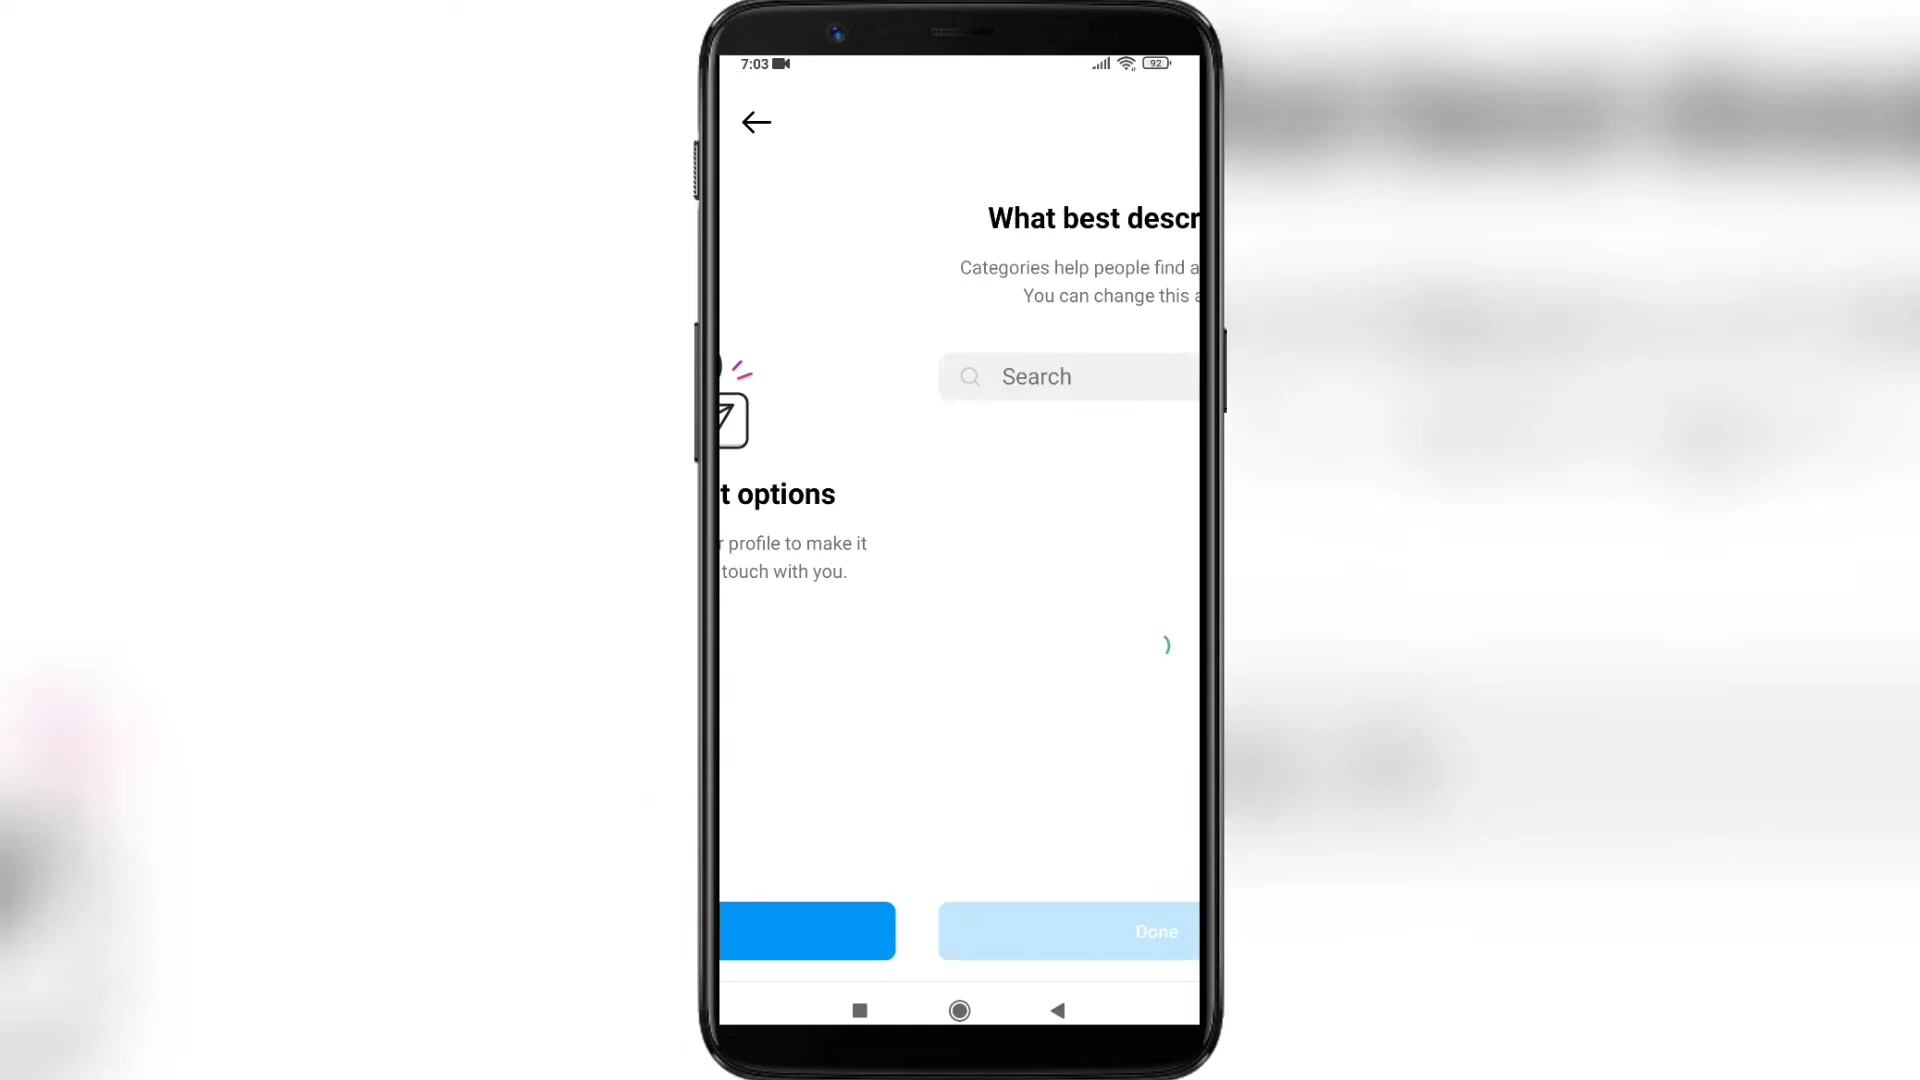 7:03
92
What best descr
Categories help people find a
You can change this a
Search
t options
r profile to make it
touch with you.
Done